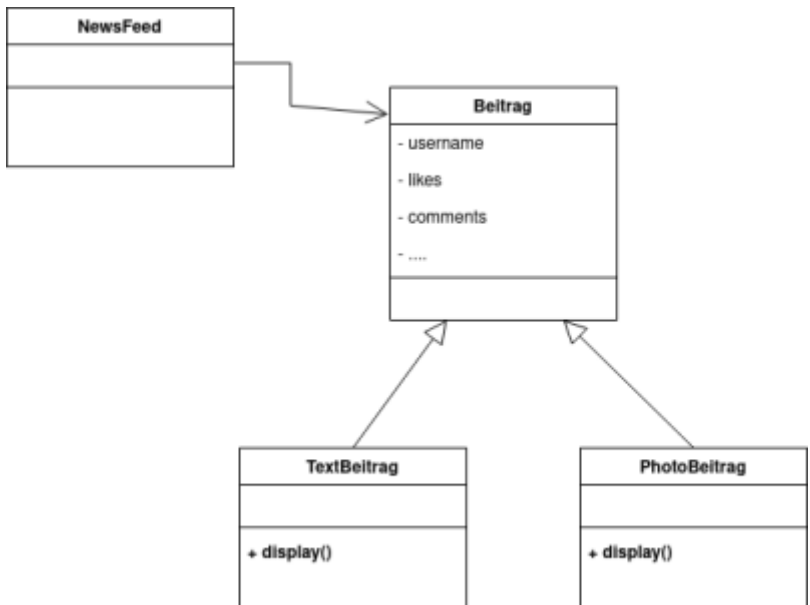 NewsFeed
Beitrag
- username
- likes
- comments
- ....
TextBeitrag
+ display()
PhotoBeitrag
+ display()